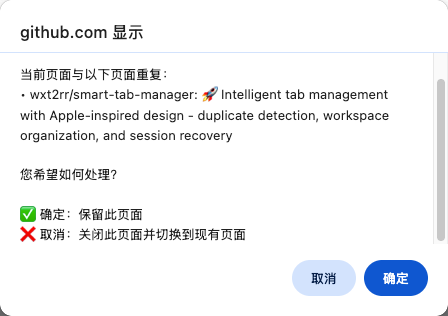 github.com 显示
当前页面与以下页面重复：
• wxt2rr/smart-tab-manager: 🚀 Intelligent tab management
with Apple-inspired design - duplicate detection, workspace
organization, and session recovery
您希望如何处理？
✅ 确定：保留此页面
❌ 取消：关闭此页面并切换到现有页面
取消
确定